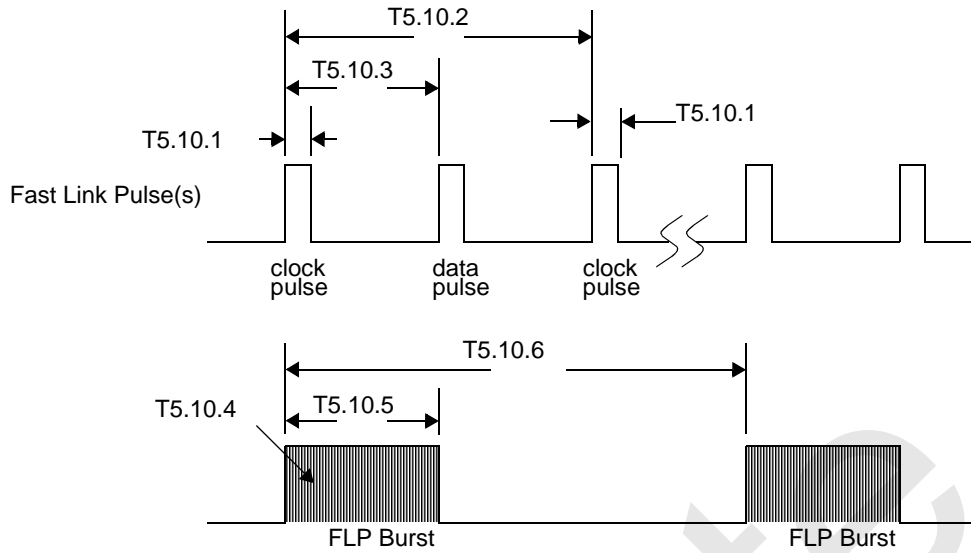 T5.10.2
T5.10.3
T5.10.1
T5.10.1
Fast Link Pulse(s)
clock
pulse
data
pulse
clock
pulse
T5.10.6
T5.10.4
T5.10.5
FLP Burst
FLP Burst